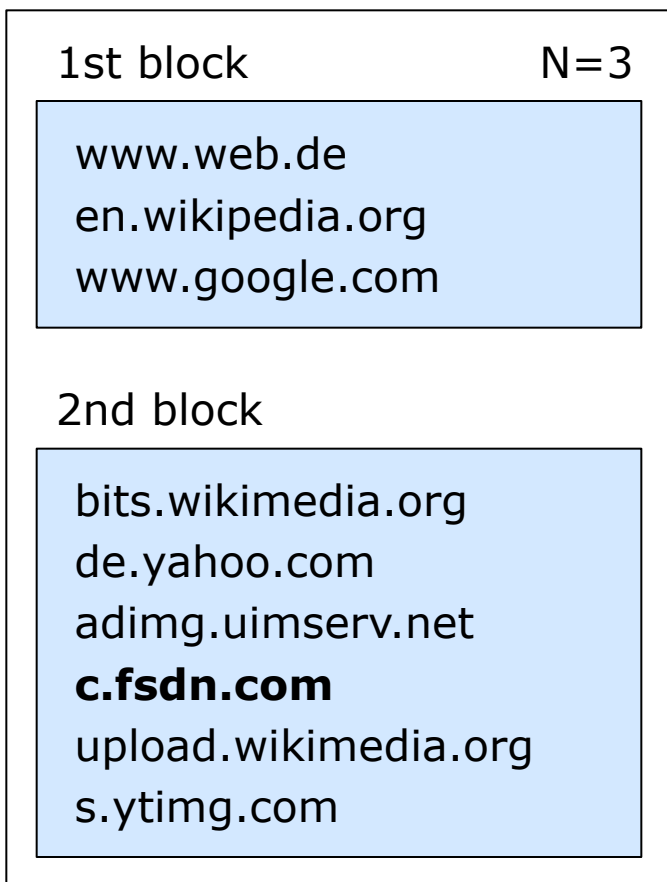 1st block N=3
www.web.de
en.wikipedia.org
www.google.com
2nd block
bits.wikimedia.org
de.yahoo.com
adimg.uimserv.net
c.fsdn.com
upload.wikimedia.org
s.ytimg.com